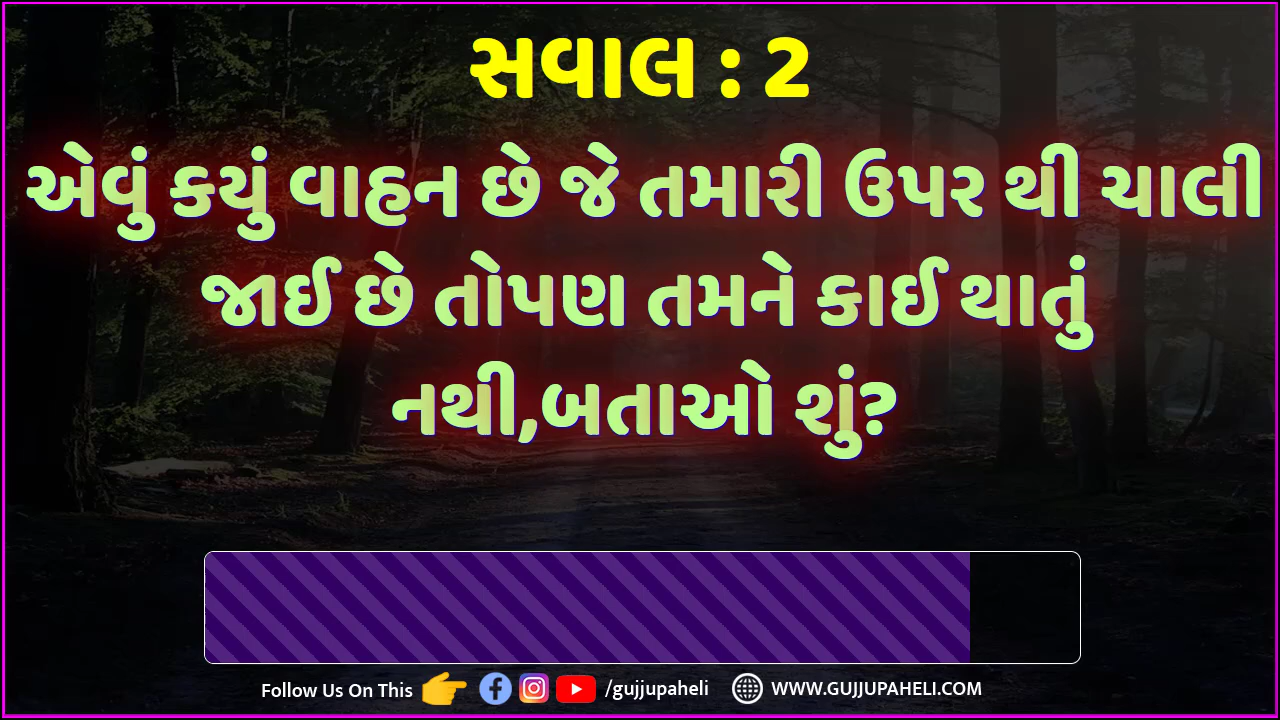 સવાલ : 2
એવું કયું વાહન છે જે તમારી ઉપર થી ચાલી
જાઈ છે તોપણ તમને કાઈ થાતું
નથી,બતાઓ શું?
Follow Us On This /gujjupaheli WWW.GUJJUPAHELI.COM